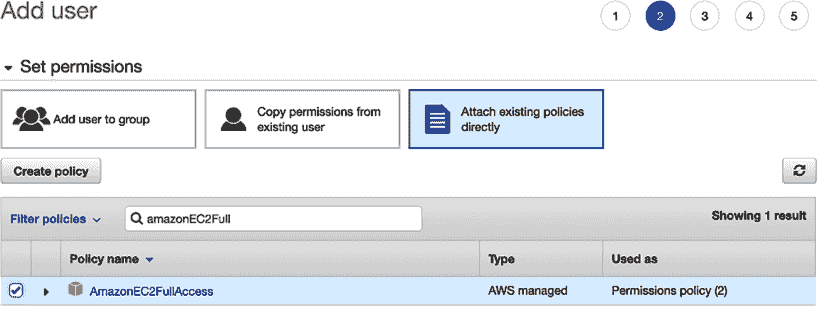 Add user
1 2 3 4 5
Set permissions
Add user to group
Copy permissions from
existing user
Attach existing policies
directly
Create policy
Filter policies
amazonEC2Full
Showing 1 result
Policy name Type Used as
AmazonEC2FullAccess AWS managed Permissions policy (2)